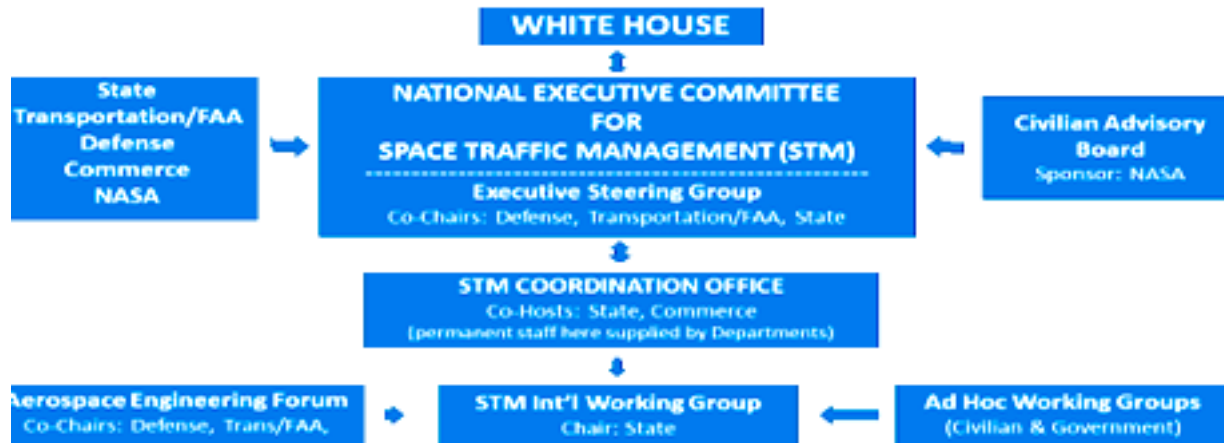 WHITE HOUSE
State
Transportation/FAA
Defense
Commerce
NASA
NATIONAL EXECUTIVE COMMITTEE
FOR
SPACE TRAFFIC MANAGEMENT (STM)
Executive Steering Group
Co-Chairs: Defense, Transportation/FAA, State
Civilian Advisory
Board
Sponsor: NASA
STM COORDINATION OFFICE
Co-Hosts: State, Commerce
(permanent staff here supplied by Departments)
Aerospace Engineering Forum
Co-Chairs: Defense, Trans/FAA,
STM Int'l Working Group
Chair: State
Ad Hoc Working Groups
(Civilian & Government)